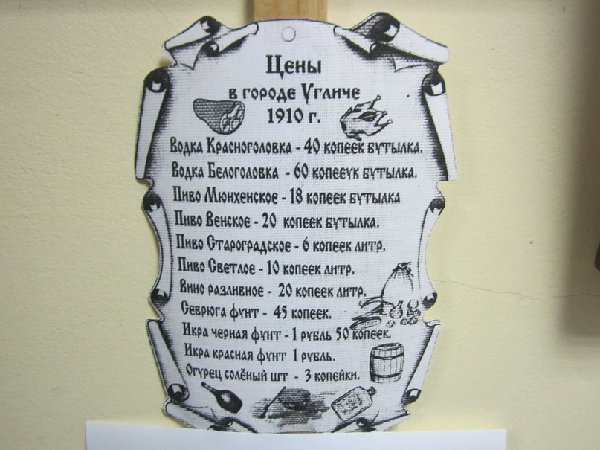 Цены
в городе Угличе
1910 г.
Водка Красноголовка - 40 копеек бутылка.
Водка Белоголовка - 60 копееук бутылка.
Пиво Мюнхенское - 18 копеек бутылка
Пиво Венское - 20 копеек бутылка.
Пиво Староградское - 6 копеек литр.
Пиво Светлое - 10 копеек литр.
Вино разливное - 20 копеек литр.
Севрюга фунт - 45 копеек.
Икра черная фунт - 1 рубль 50 копеек.
Икра красная фунт 1 рубль.
Огурец солёный шт - 3 копейки.